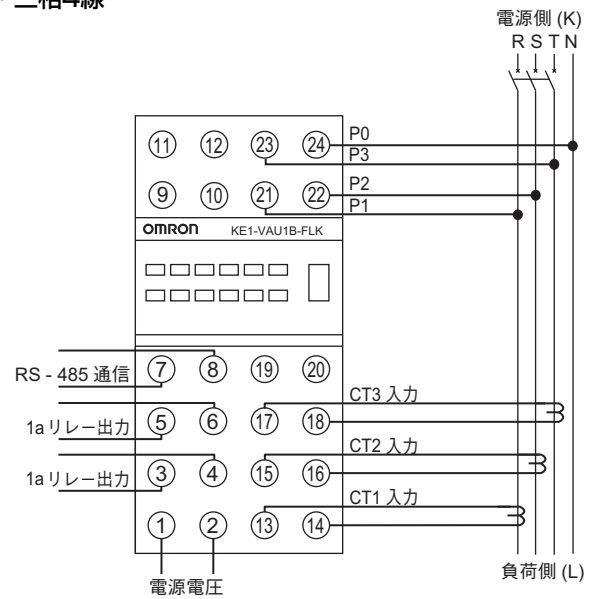 三相4線
電源側 (K)
R S T N
11 12 23 24 P0
P3
9 10 21 22 P2
P1
OMRON KE1-VAU1B-FLK
RS - 485 通信 7 8 19 20
CT3 入力
1aリレー出力 5 6 17 18
CT2 入力
1aリレー出力 3 4 15 16
CT1 入力
1 2 13 14
電源電圧
負荷側 (L)